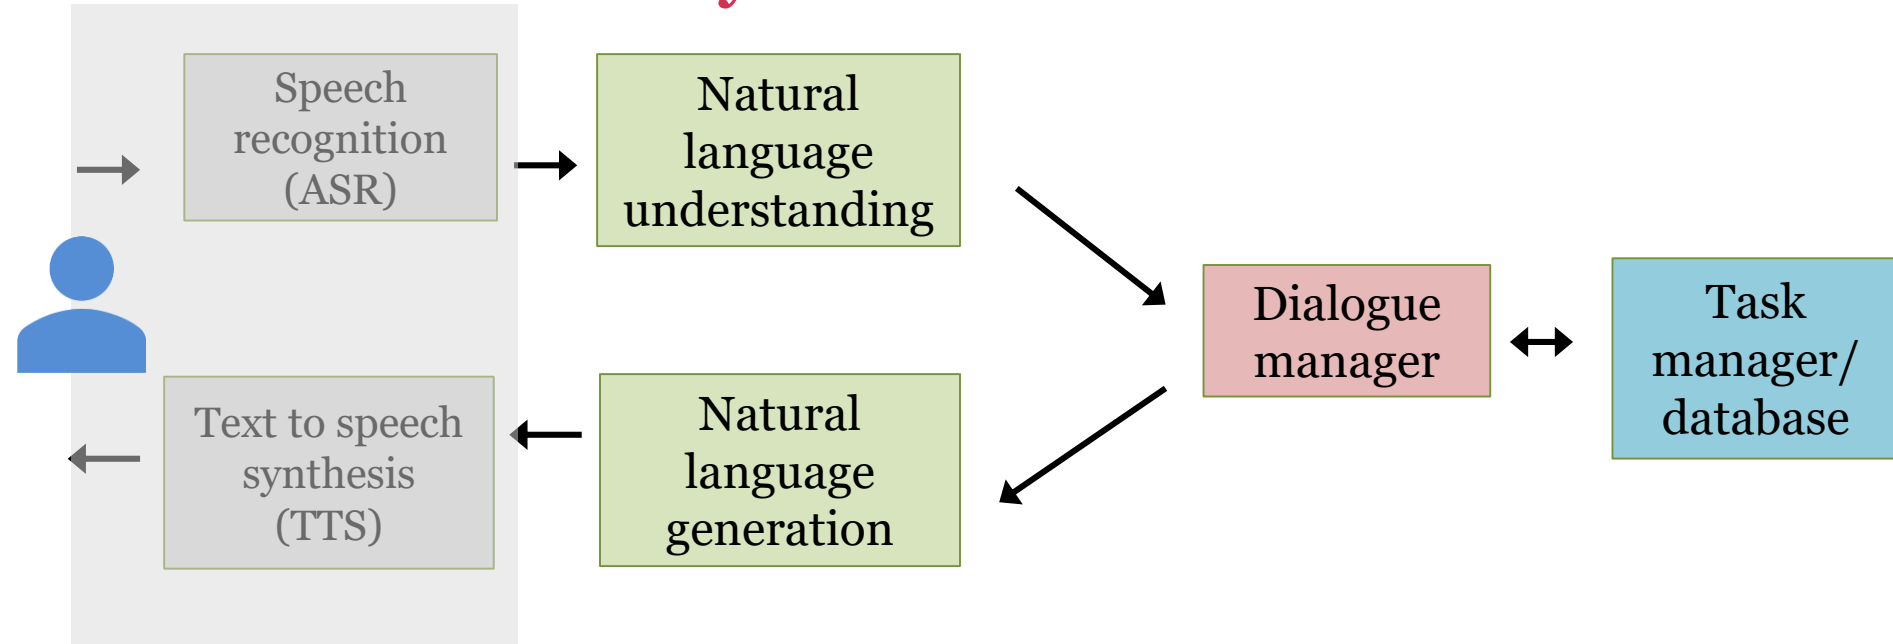 Speech
recognition
(ASR)
Natural
language
understanding
Dialogue
manager
Task
manager/
database
Text to speech
synthesis
(TTS)
Natural
language
generation